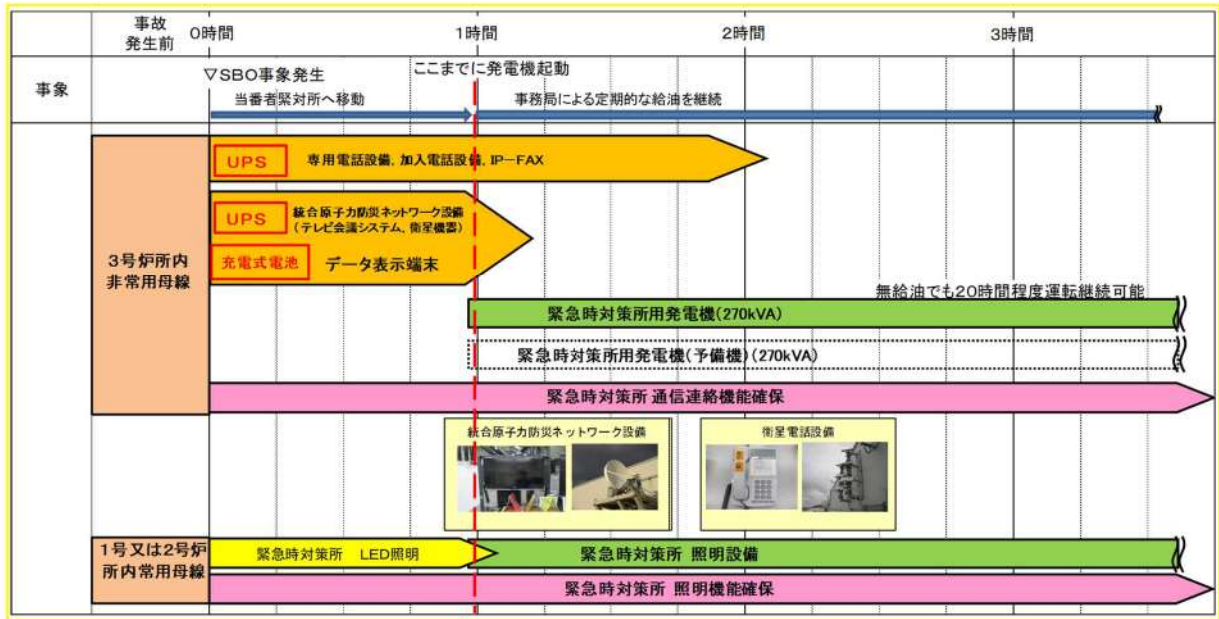 事故
発生前
0時間
1時間
2時間
3時間
事象
▽SBO事象発生
ここまでに発電機起動
当番者緊対所へ移動
事務局による定期的な給油を継続
3号炉所内
非常用母線
UPS
専用電話設備、加入電話設備、IP-FAX
UPS
統合原子力防災ネットワーク設備
(テレビ会議システム、衛星機器)
充電式電池
データ表示端末
無給油でも20時間程度運転継続可能
緊急時対策所用発電機(270kVA)
緊急時対策所用発電機(予備機)(270kVA)
緊急時対策所 通信連絡機能確保
統合原子力防災ネットワーク設備
衛星電話設備
1号又は2号炉
所内常用母線
緊急時対策所 LED照明
緊急時対策所 照明設備
緊急時対策所 照明機能確保